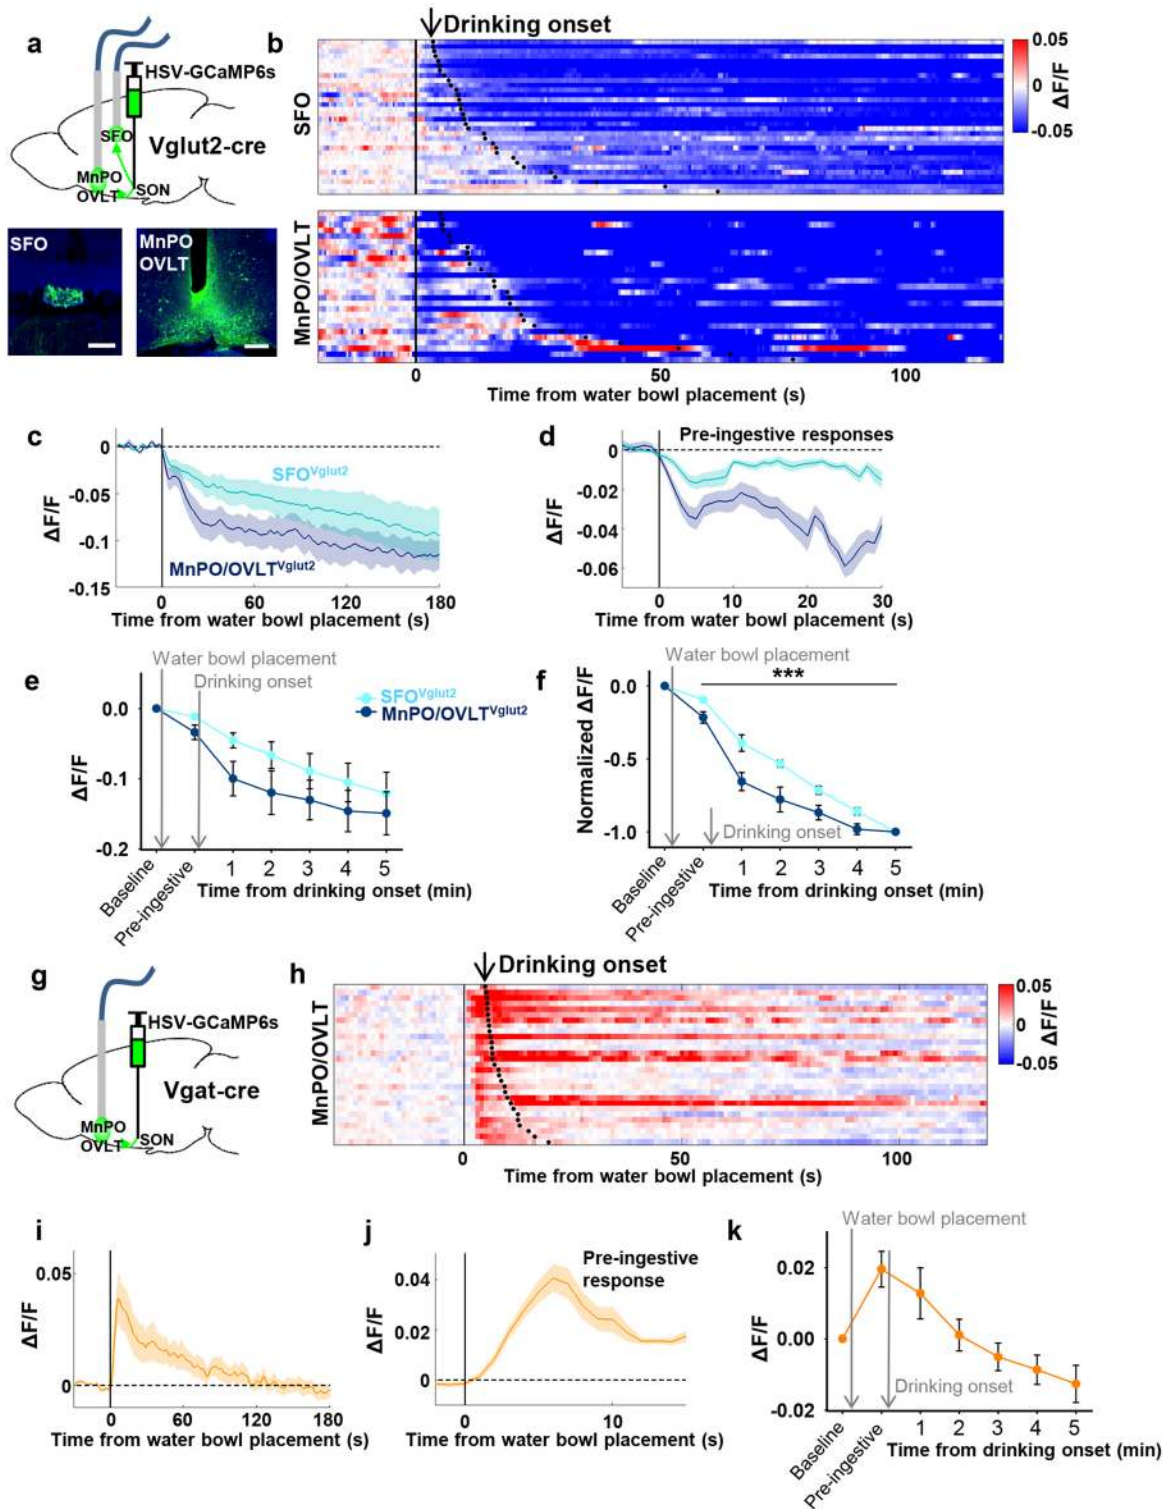 a
HSV-GCaMP6s
SFO
Vglut2-cre
MnPO
OVLT
SON
SFO
MnPO
OVLT
b
Drinking onset
SFO
MnPO/OVLT
0.05
0
-0.05
ΔF/F
0
50
100
Time from water bowl placement (s)
c
0
-0.05
-0.1
-0.15
ΔF/F
SFOVglut2
MnPO/OVLTVglut2
0
60
120
180
Time from water bowl placement (s)
d
Pre-ingestive responses
0
-0.02
-0.04
-0.06
ΔF/F
0
10
20
30
Time from water bowl placement (s)
e
Water bowl placement
Drinking onset
SFOVglut2
MnPO/OVLTVglut2
0.0
-0.1
-0.2
ΔF/F
Baseline
Pre-ingestive
1
2
3
4
5
Time from drinking onset (min)
f
Water bowl placement
***
0.0
-0.5
-1.0
Normalized ΔF/F
Drinking onset
Baseline
Pre-ingestive
1
2
3
4
5
Time from drinking onset (min)
g
HSV-GCaMP6s
Vgat-cre
MnPO
OVLT
SON
h
Drinking onset
MnPO/OVLT
0.05
0
-0.05
ΔF/F
0
50
100
Time from water bowl placement (s)
i
0.05
0
ΔF/F
0
60
120
180
Time from water bowl placement (s)
j
Pre-ingestive
response
0.04
0.02
0
ΔF/F
0
10
Time from water bowl placement (s)
k
Water bowl placement
0.02
0.00
-0.02
ΔF/F
Drinking onset
Baseline
Pre-ingestive
1
2
3
4
5
Time from drinking onset (min)